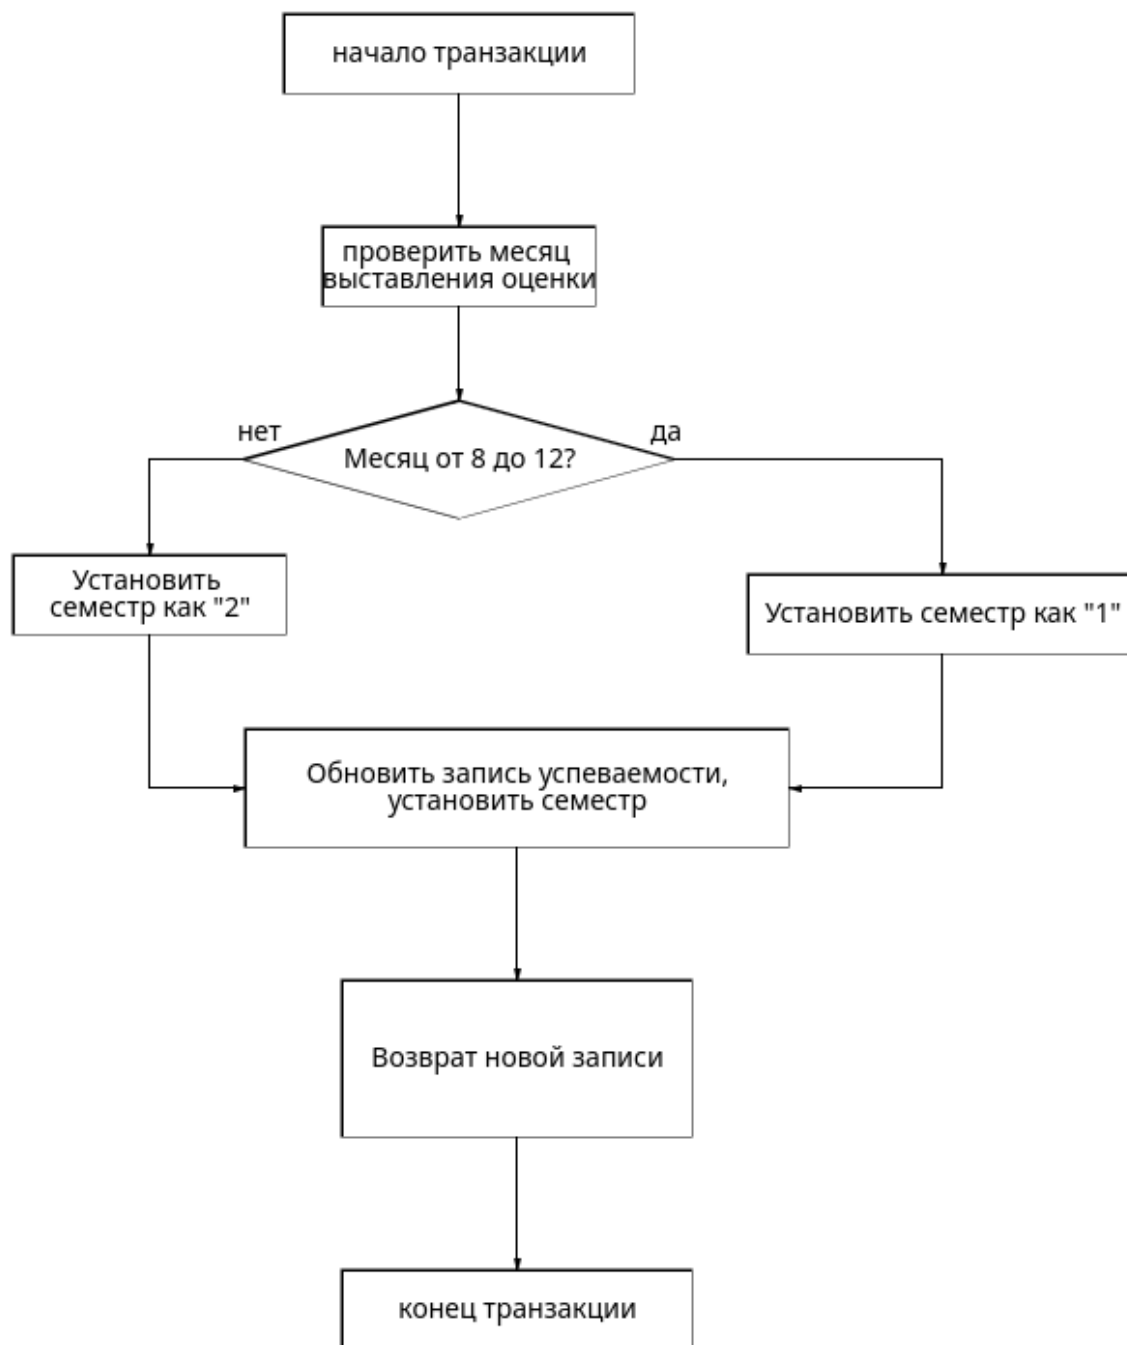 начало транзакции
проверить месяц
выставления оценки
нет
да
Месяц от 8 до 12?
Установить
семестр как "2"
Установить семестр как "1"
Обновить запись успеваемости,
установить семестр
Возврат новой записи
конец транзакции